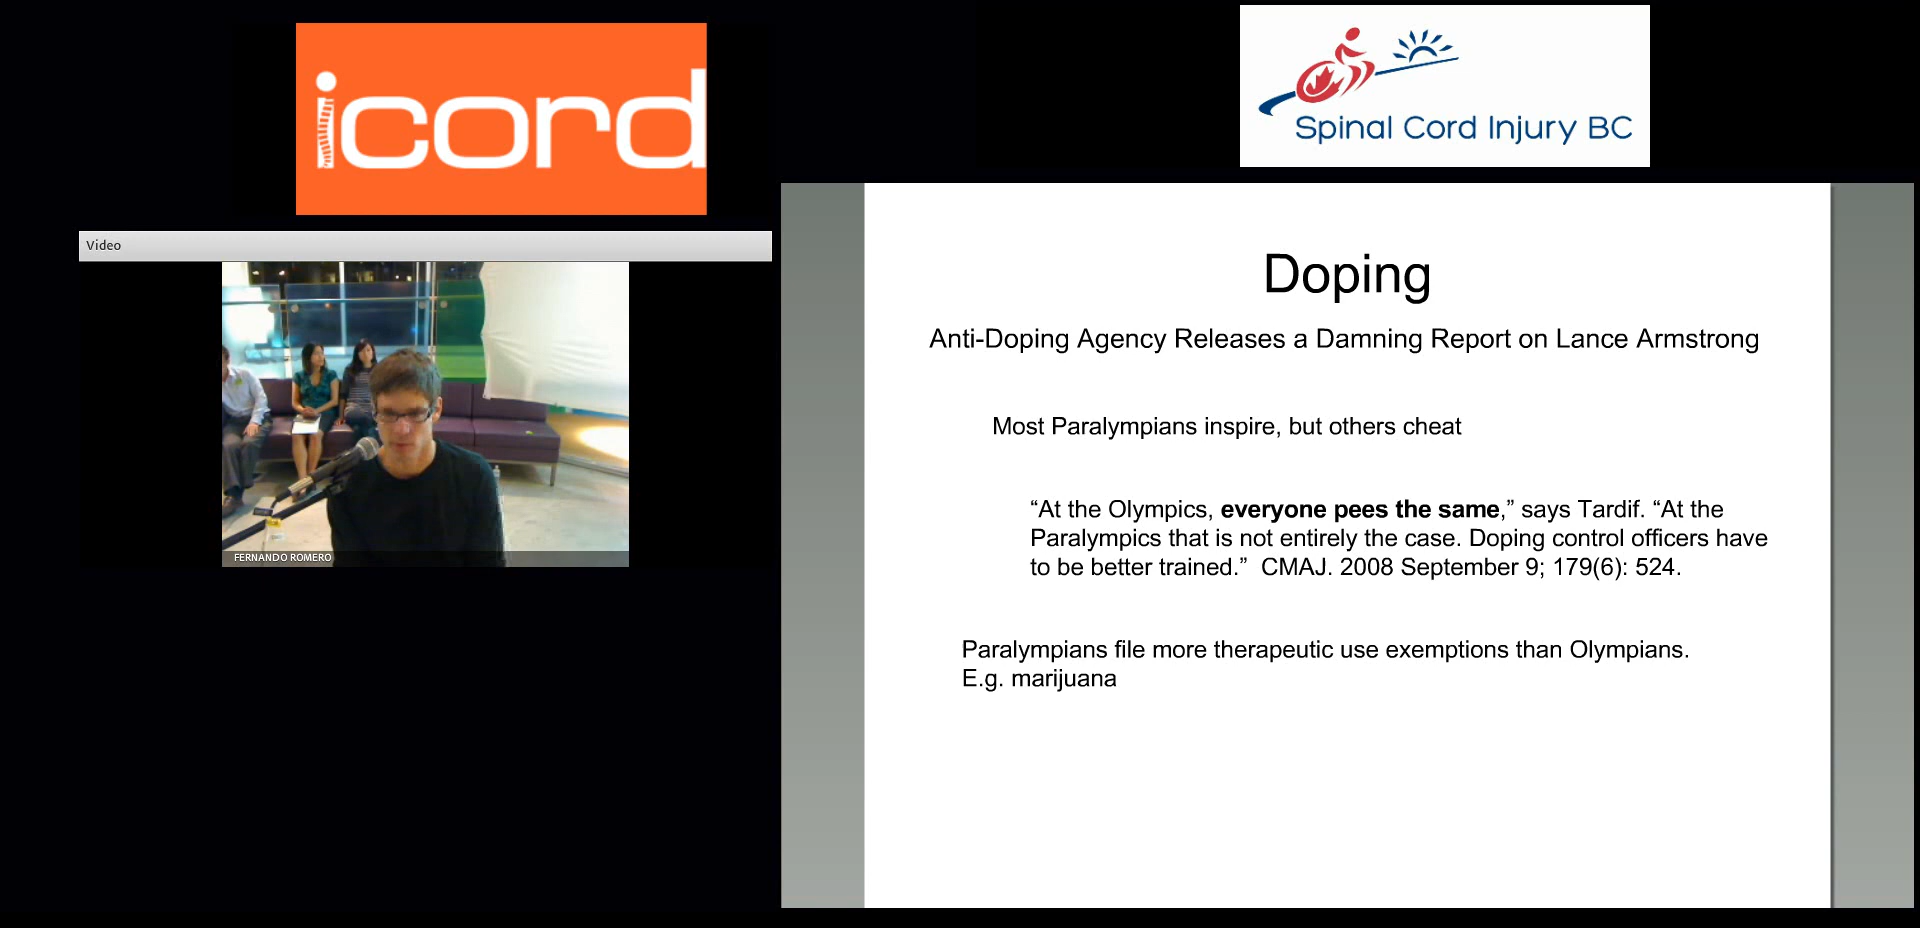 icord
Spinal Cord Injury BC
Video
FERNANDO ROMERO
Doping
Anti-Doping Agency Releases a Damning Report on Lance Armstrong
Most Paralympians inspire, but others cheat
“At the Olympics, everyone pees the same,” says Tardif. “At the
Paralympics that is not entirely the case. Doping control officers have
to be better trained.”  CMAJ. 2008 September 9; 179(6): 524.
Paralympians file more therapeutic use exemptions than Olympians.
E.g. marijuana